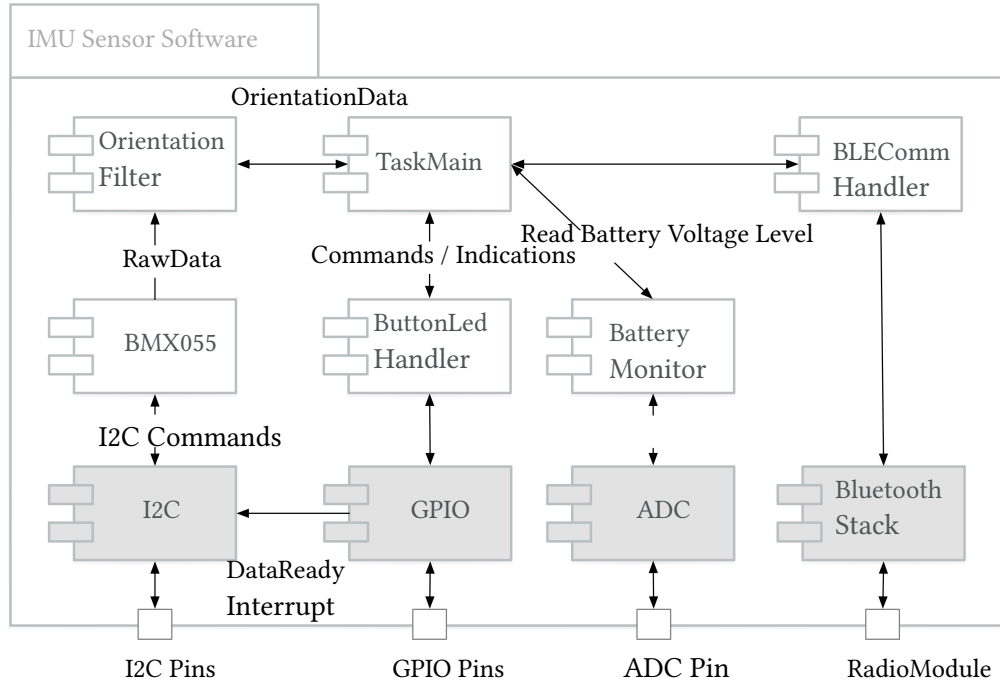 IMU Sensor Software
OrientationData
Orientation
Filter
TaskMain
BLEComm
Handler
RawData
Commands / Indications
Read Battery Voltage Level
BMX055
ButtonLed
Handler
Battery
Monitor
I2C Commands
I2C
GPIO
ADC
Bluetooth
Stack
DataReady
Interrupt
I2C Pins
GPIO Pins
ADC Pin
RadioModule